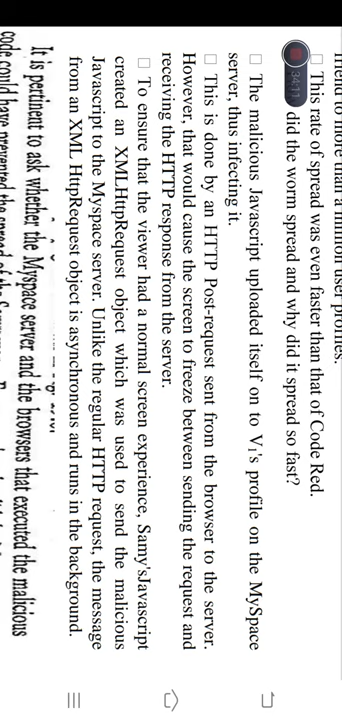 friend to more than a million user profiles.
□ This rate of spread was even faster than that of Code Red.
34:11 did the worm spread and why did it spread so fast?
□ The malicious Javascript uploaded itself on to V1's profile on the MySpace
server, thus infecting it.
□ This is done by an HTTP Post-request sent from the browser to the server.
However, that would cause the screen to freeze between sending the request and
receiving the HTTP response from the server.
□ To ensure that the viewer had a normal screen experience, Samy'sJavascript
created an XMLHttpRequest object which was used to send the malicious
Javascript to the Myspace server. Unlike the regular HTTP request, the message
from an XML HttpRequest object is asynchronous and runs in the background.
It is pertinent to ask whether the Myspace server and the browsers that executed the malicious
code could have prevented the spread of the